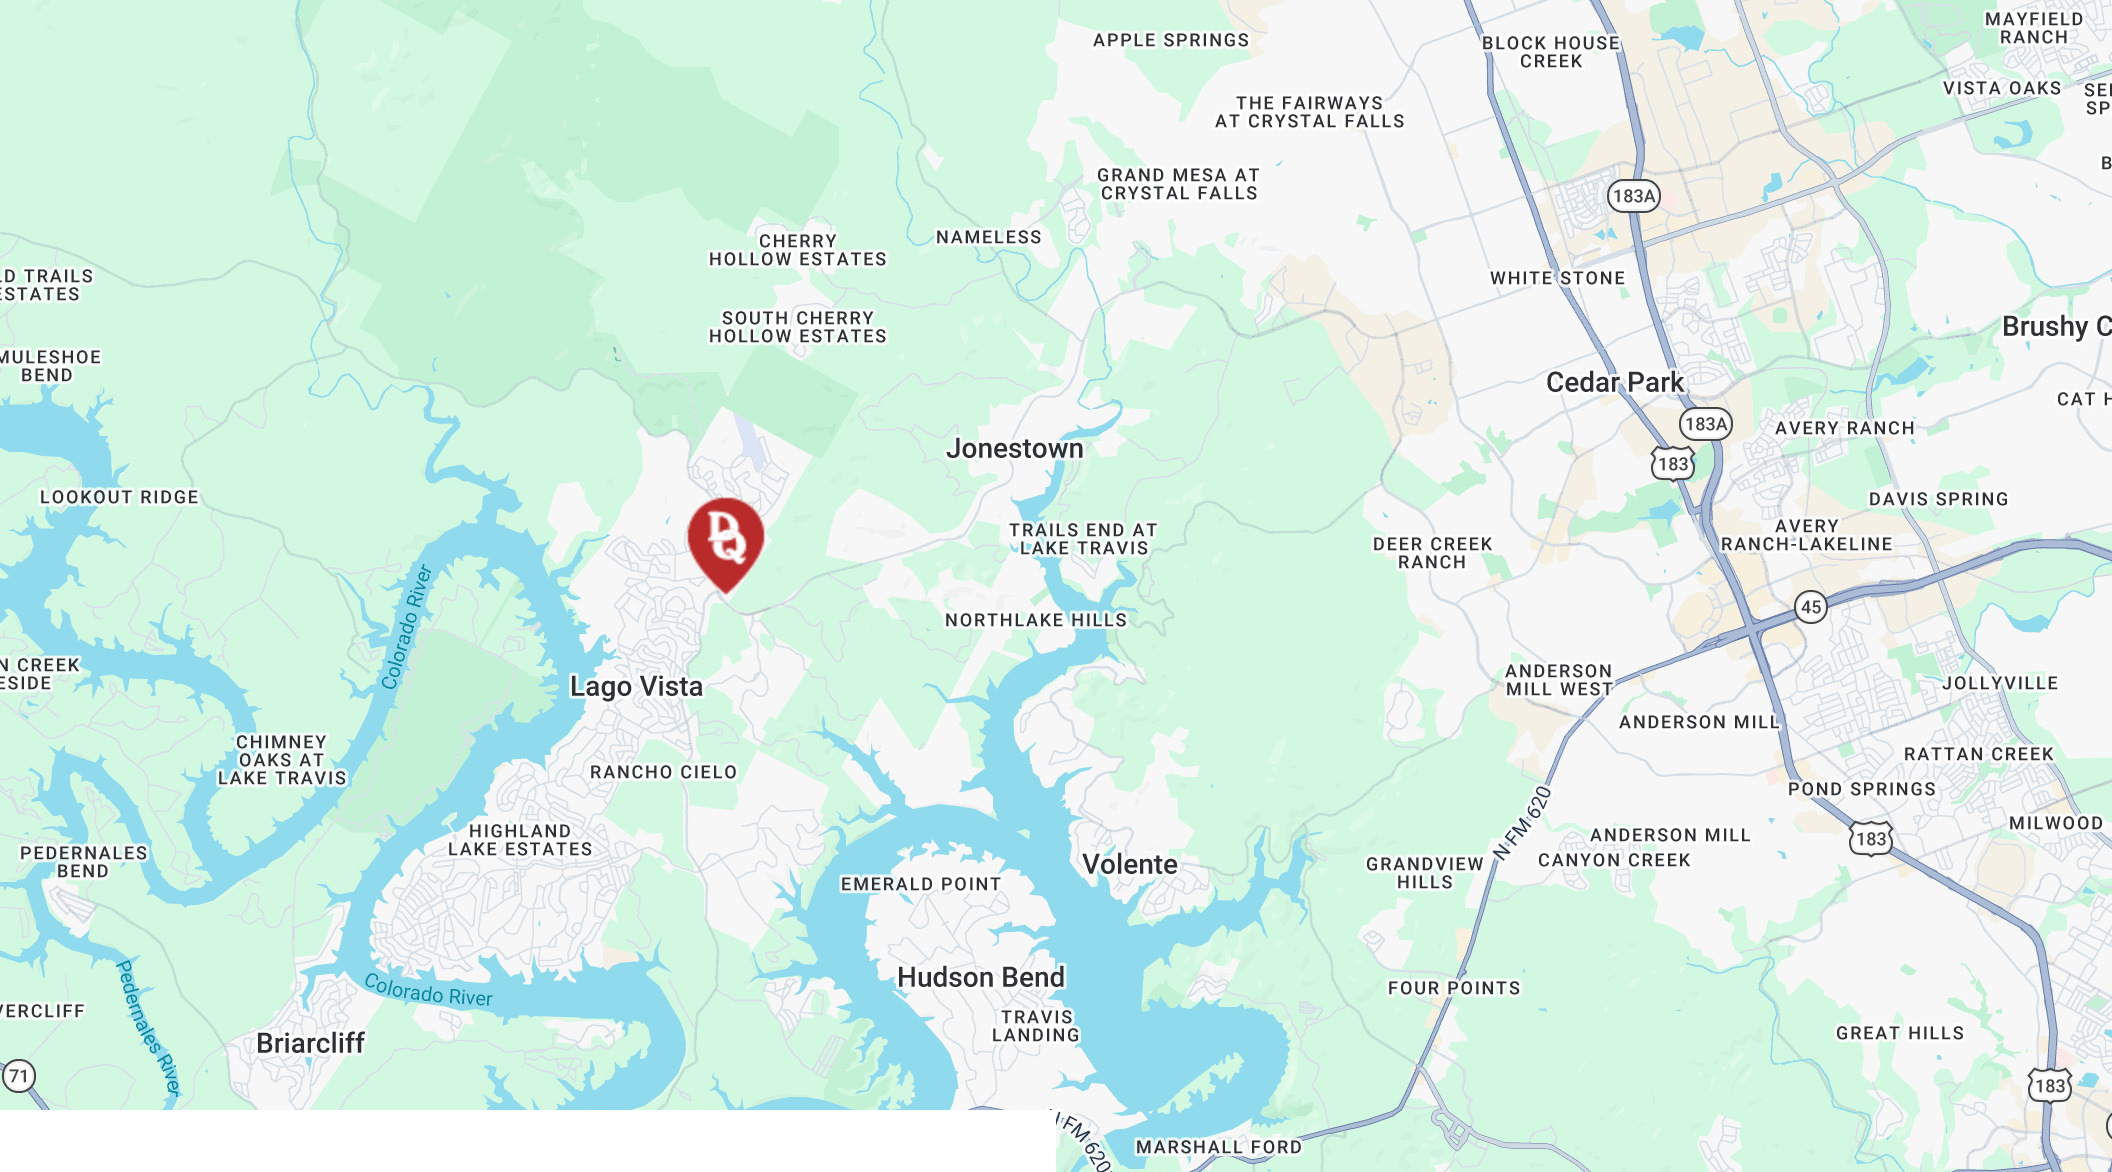 MAYFIELD
RANCH
APPLE SPRINGS
BLOCK HOUSE
CREEK
VISTA OAKS
SE
SP
THE FAIRWAYS
AT CRYSTAL FALLS
B
GRAND MESA AT
CRYSTAL FALLS
183A
NAMELESS
CHERRY
HOLLOW ESTATES
LD TRAILS
ESTATES
WHITE STONE
SOUTH CHERRY
HOLLOW ESTATES
Brushy C
MULESHOE
BEND
Cedar Park
CAT H
183A
AVERY RANCH
Jonestown
183
LOOKOUT RIDGE
DAVIS SPRING
DQ
TRAILS END AT
LAKE TRAVIS
AVERY
RANCH-LAKELINE
DEER CREEK
RANCH
45
Colorado River
NORTHLAKE HILLS
N CREEK
ESIDE
Lago Vista
ANDERSON
MILL WEST
JOLLYVILLE
ANDERSON MILL
CHIMNEY
OAKS AT
LAKE TRAVIS
RANCHO CIELO
RATTAN CREEK
POND SPRINGS
N FM 620
MILWOOD
HIGHLAND
LAKE ESTATES
ANDERSON MILL
183
PEDERNALES
BEND
Volente
GRANDVIEW
HILLS
CANYON CREEK
EMERALD POINT
Hudson Bend
Colorado River
FOUR POINTS
VERCLIFF
Pedernales River
TRAVIS
LANDING
GREAT HILLS
Briarcliff
71
183
N FM 620
MARSHALL FORD